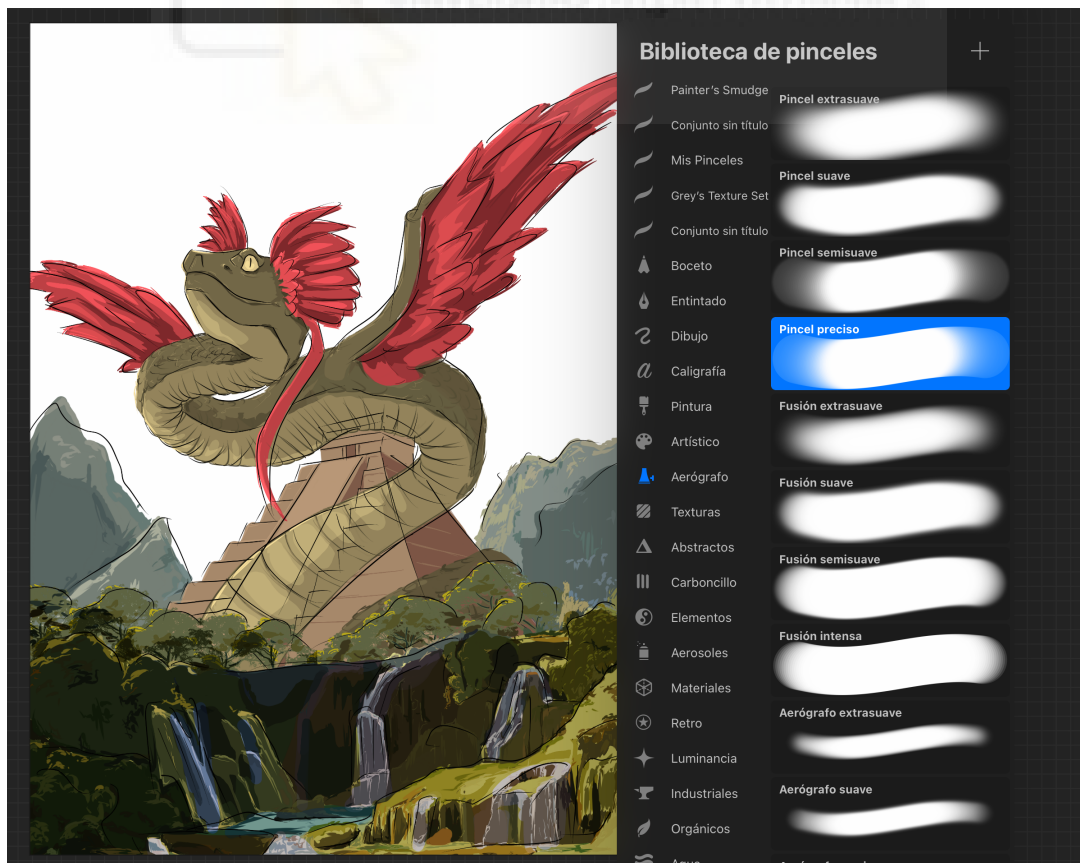 Biblioteca de pinceles
Painter's Smudge
Conjunto sin título
Mis Pinceles
Grey's Texture Set
Conjunto sin título
Boceto
Entintado
Dibujo
Caligrafía
Pintura
Artístico
Aerógrafo
Texturas
Abstractos
Carboncillo
Elementos
Aerosoles
Materiales
Retro
Luminancia
Industriales
Orgánicos
Agua
Pincel extrasuave
Pincel suave
Pincel semisuave
Pincel preciso
Fusión extrasuave
Fusión suave
Fusión semisuave
Fusión intensa
Aerógrafo extrasuave
Aerógrafo suave